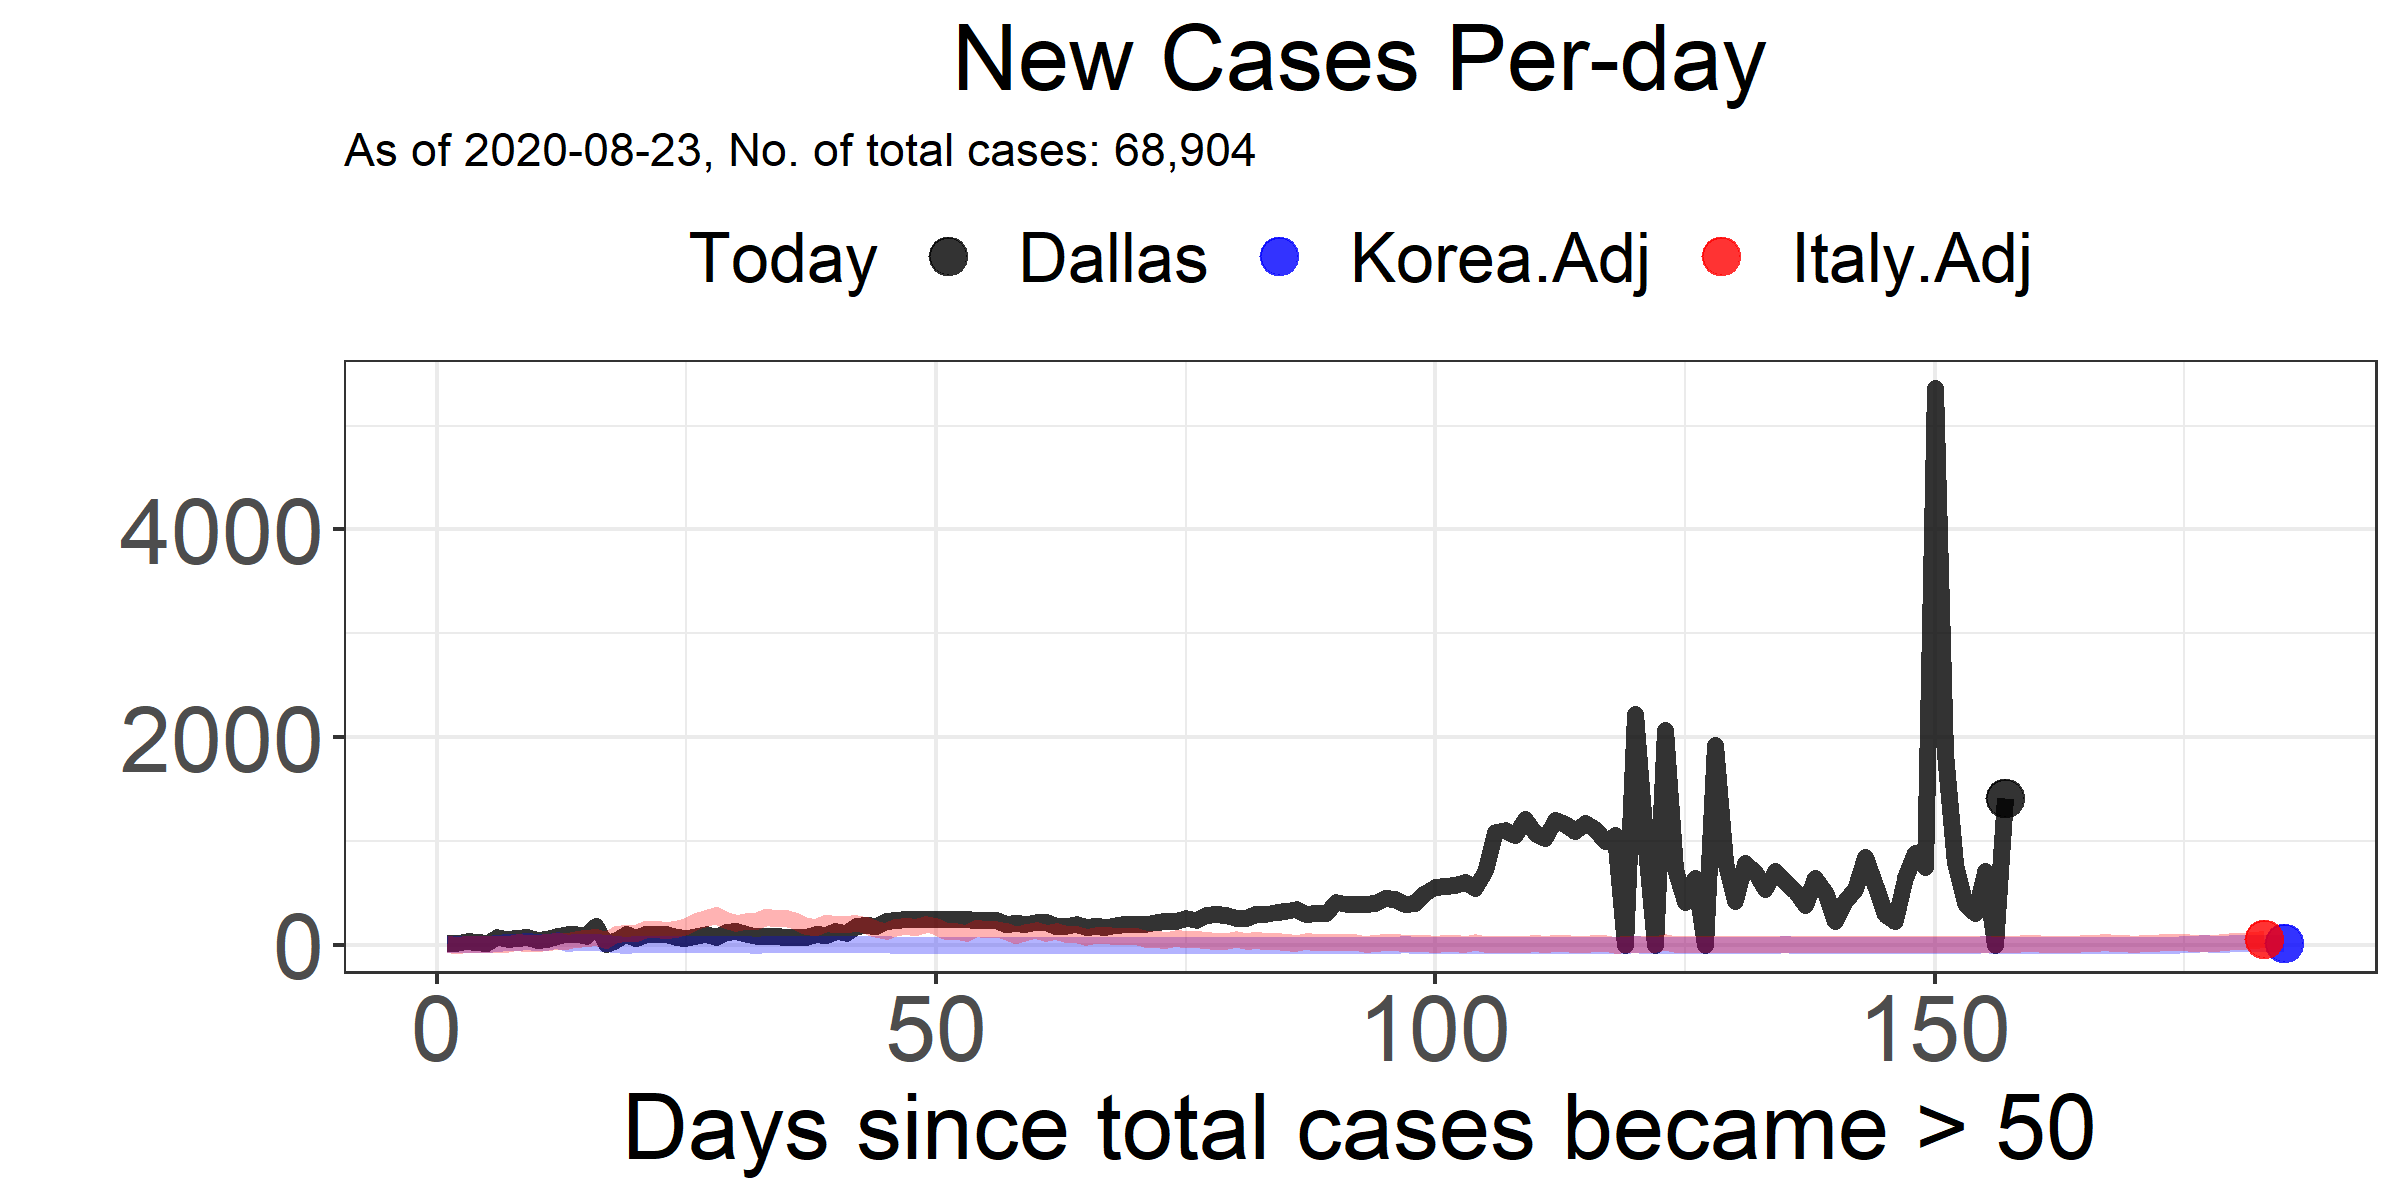 New Cases Per-day
As of 2020-08-23, No. of total cases: 68,904
Today Dallas Korea.Adj Italy.Adj
4000
2000
0
0 50 100 150
Days since total cases became > 50